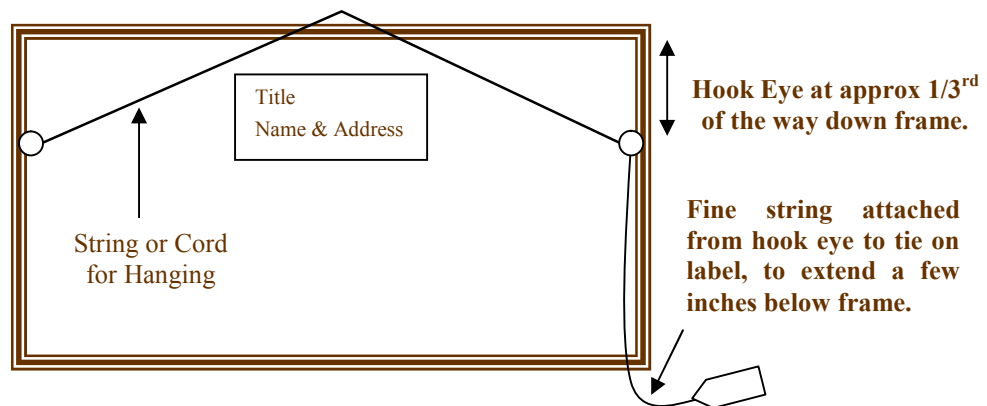 Title
Name & Address
Hook Eye at approx 1/3rd
of the way down frame.
String or Cord
for Hanging
Fine string attached
from hook eye to tie on
label, to extend a few
inches below frame.